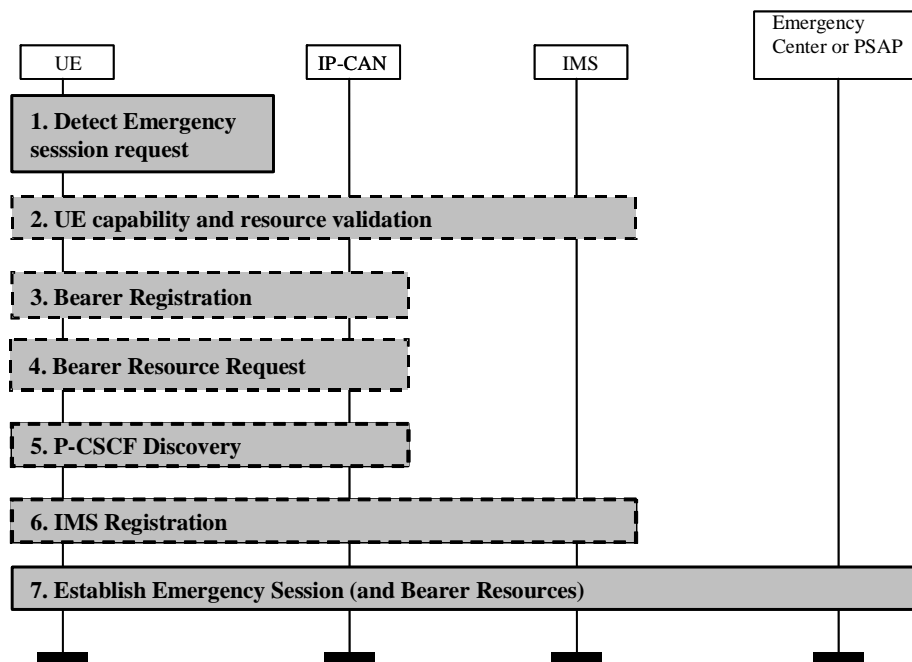 Emergency
Center or PSAP
UE
IP-CAN
IMS
1. Detect Emergency
sesssion request
2. UE capability and resource validation
3. Bearer Registration
4. Bearer Resource Request
5. P-CSCF Discovery
6. IMS Registration
7. Establish Emergency Session (and Bearer Resources)